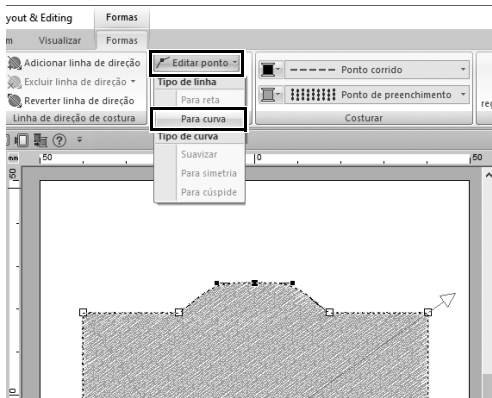 yout & Editing Formas
m Visualizar Formas
Adicionar linha de direção
Excluir linha de direção
Reverter linha de direção
Linha de direção de costura
Editar ponto
Tipo de linha
Para reta
Para curva
Tipo de curva
Suavizar
Para simetria
Para cúspide
Ponto corrido
Ponto de preenchimento
Costurar
reg
mm 50 0 50
50
0